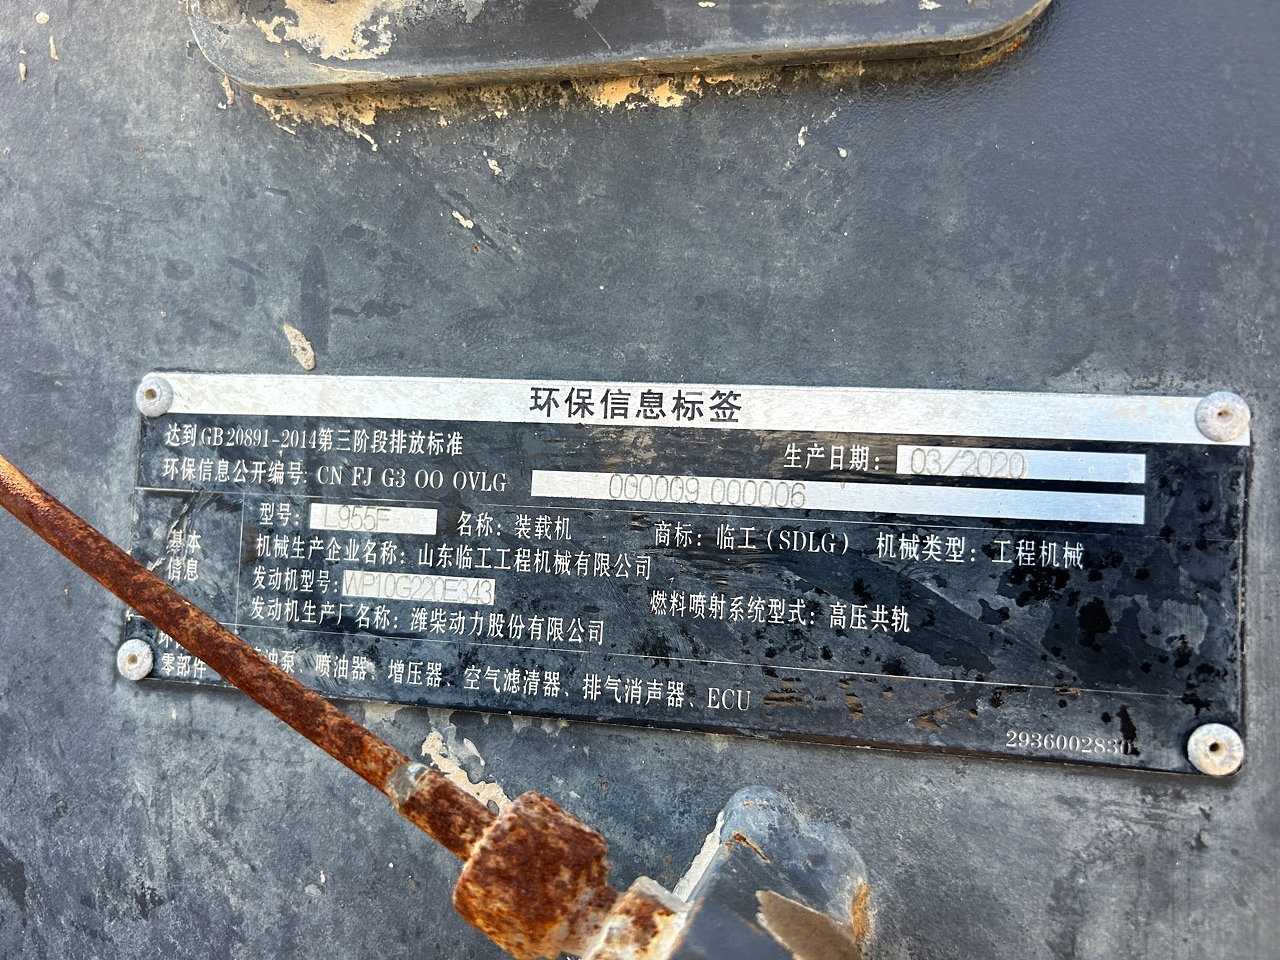 环保信息标签
达到GB20891-2014第三阶段排放标准 生产日期: 03/2020
环保信息公开编号: CN FJ G3 OO OVLG 000009 000006
基本信息
型号: L955F 名称: 装载机 商标: 临工(SDLG) 机械类型: 工程机械
机械生产企业名称: 山东临工工程机械有限公司
发动机型号: WP10G220E343 燃料喷射系统型式: 高压共轨
发动机生产厂名称: 潍柴动力股份有限公司
零部件 油泵、喷油器、增压器、空气滤清器、排气消声器、ECU
2936002830